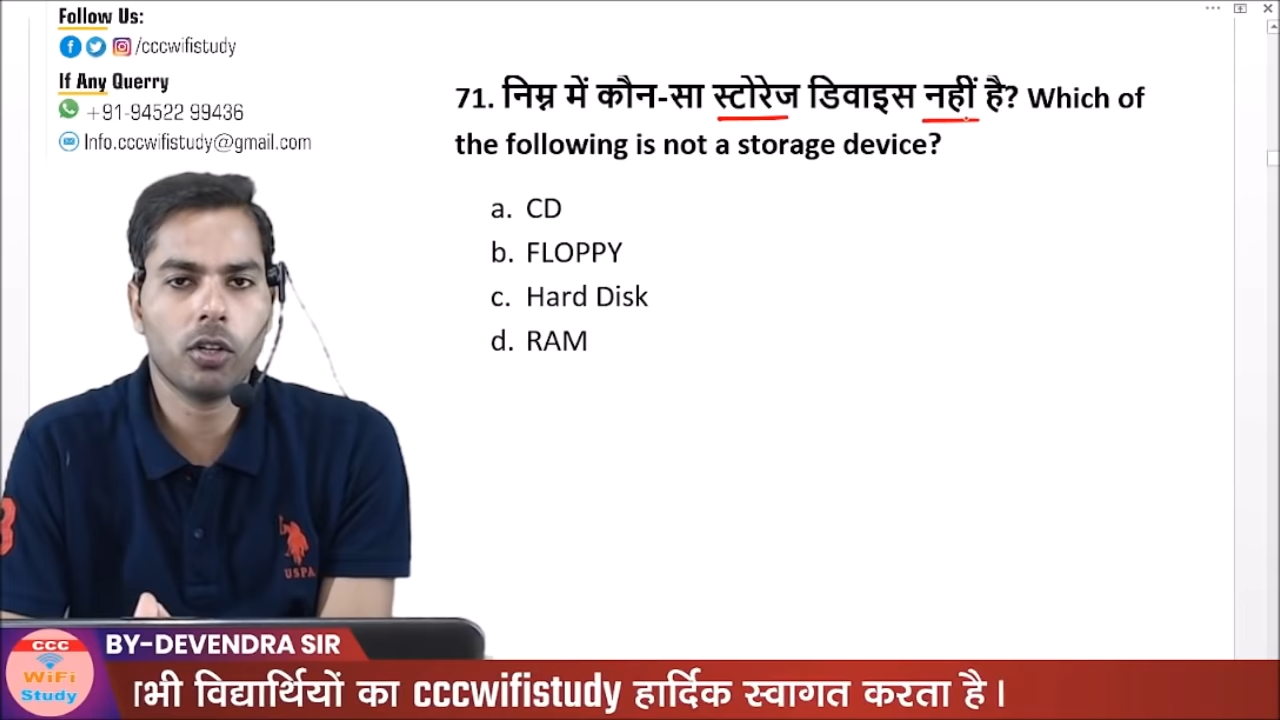 Follow Us:
/cccwifistudy
If Any Querry
+91-94522 99436
Info.cccwifistudy@gmail.com
71. निम्न में कौन-सा स्टोरेज डिवाइस नहीं है? Which of
the following is not a storage device?
a. CD
b. FLOPPY
c. Hard Disk
d. RAM
USPA
BY-DEVENDRA SIR
CCC
WiFi
Study
भी विद्यार्थियों का cccwifistudy हार्दिक स्वागत करता है।